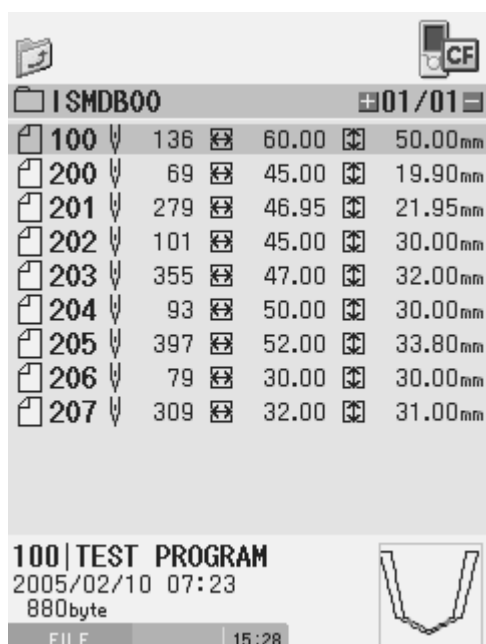 CF
ISMDB00 01/01
100 136 60.00 50.00mm
200 69 45.00 19.90mm
201 279 46.95 21.95mm
202 101 45.00 30.00mm
203 355 47.00 32.00mm
204 93 50.00 30.00mm
205 397 52.00 33.80mm
206 79 30.00 30.00mm
207 309 32.00 31.00mm
100|TEST PROGRAM
2005/02/10 07:23
880byte
FILE 15:28